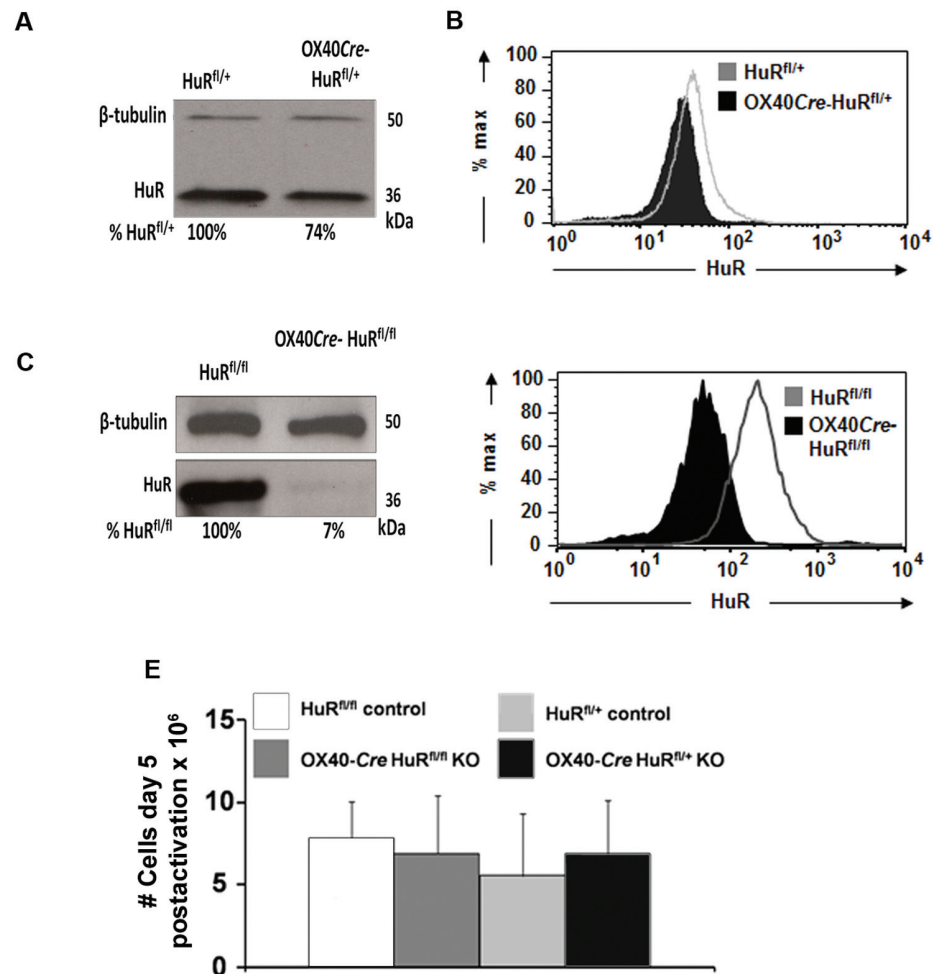 A
HuR^fl/+
OX40Cre-
HuR^fl/+
β-tubulin
50
HuR
36
kDa
% HuR^fl/+ 100% 74%
B
HuR^fl/+
OX40Cre-HuR^fl/+
% max
100
80
60
40
20
0
10^0 10^1 10^2 10^3 10^4
HuR
C
HuR^fl/fl
OX40Cre- HuR^fl/fl
β-tubulin
50
HuR
36
kDa
% HuR^fl/fl 100% 7%
HuR^fl/fl
OX40Cre-
HuR^fl/fl
% max
100
80
60
40
20
0
10^0 10^1 10^2 10^3 10^4
HuR
E
HuR^fl/fl control
HuR^fl/+ control
OX40-Cre HuR^fl/fl KO
OX40-Cre HuR^fl/+ KO
# Cells day 5
postactivation x 10^6
15
10
5
0